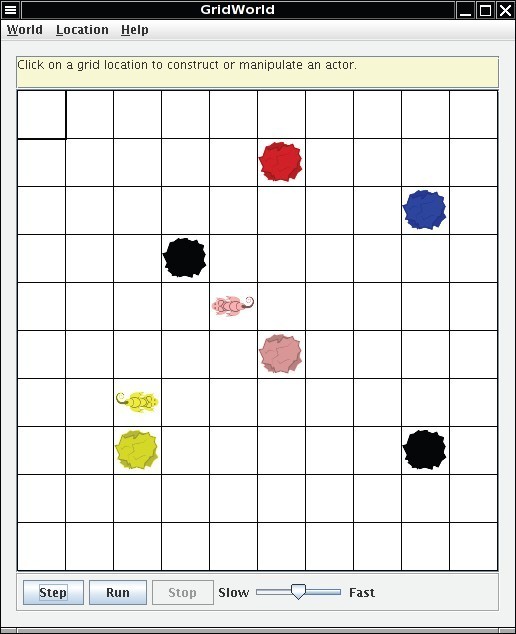 GridWorld
World Location Help
Click on a grid location to construct or manipulate an actor.
Step Run Stop Slow Fast